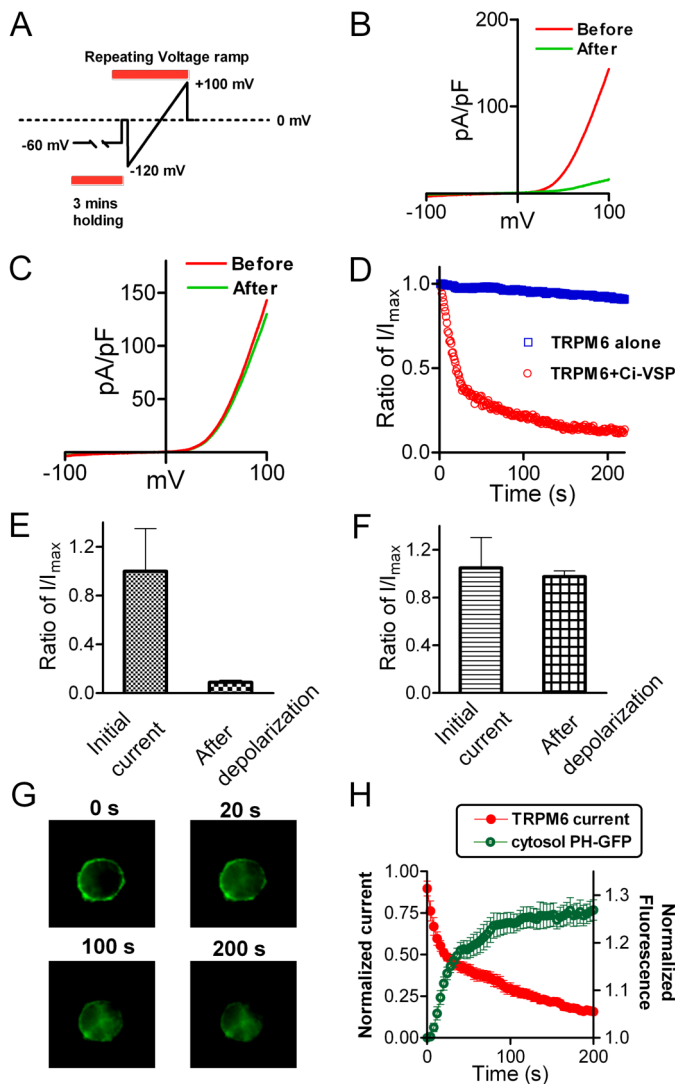 A
Repeating Voltage ramp
+100 mV
0 mV
-60 mV
-120 mV
3 mins
holding
B
Before
After
200
100
0
pA/pF
-100
mV
100
C
Before
After
150
100
50
pA/pF
-100
mV
100
D
1.0
0.5
0.0
Ratio of I/Imax
TRPM6 alone
TRPM6+Ci-VSP
0
100
200
Time (s)
E
1.2
0.8
0.4
0.0
Ratio of I/Imax
Initial
current
After
depolarization
F
1.2
0.8
0.4
0.0
Ratio of I/Imax
Initial
current
After
depolarization
G
0 s
20 s
100 s
200 s
H
TRPM6 current
cytosol PH-GFP
1.00
0.75
0.50
0.25
0.00
Normalized current
1.3
1.2
1.1
1.0
Normalized
Fluorescence
0
100
200
Time (s)